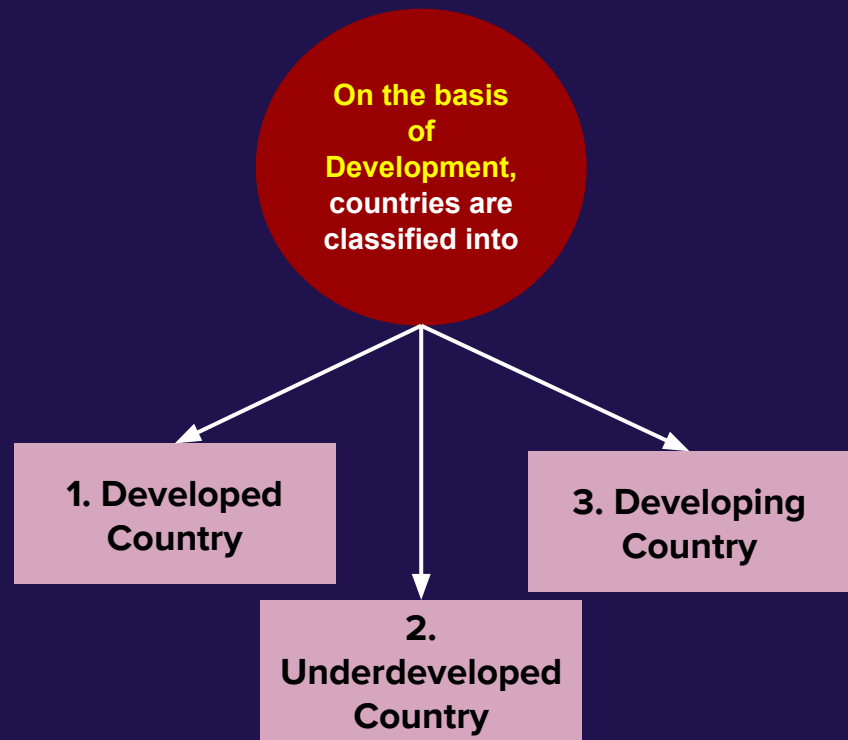 On the basis
of
Development,
countries are
classified into
1. Developed
Country
2.
Underdeveloped
Country
3. Developing
Country